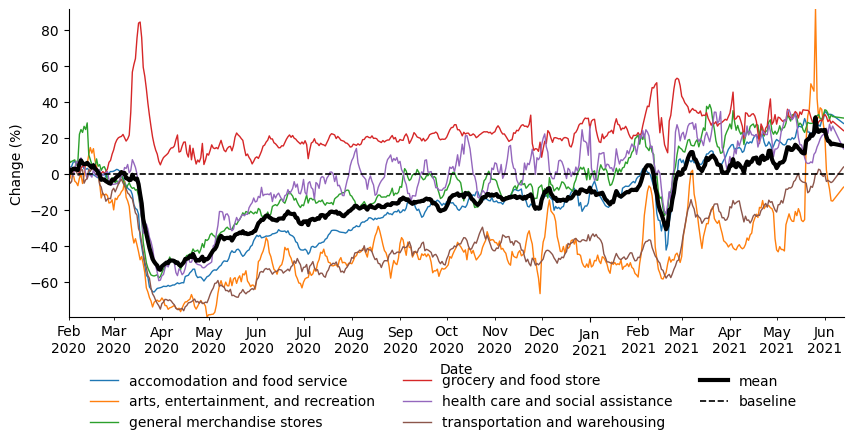 80
60
40
20
0
−20
−40
−60
Change (%)
Feb Mar Apr May Jun Jul Aug Sep Oct Nov Dec Jan Feb Mar Apr May Jun
2020 2020 2020 2020 2020 2020 2020 2020 2020 2020 2020 2021 2021 2021 2021 2021 2021
Date
accomodation and food service
arts, entertainment, and recreation
general merchandise stores
grocery and food store
health care and social assistance
transportation and warehousing
mean
baseline